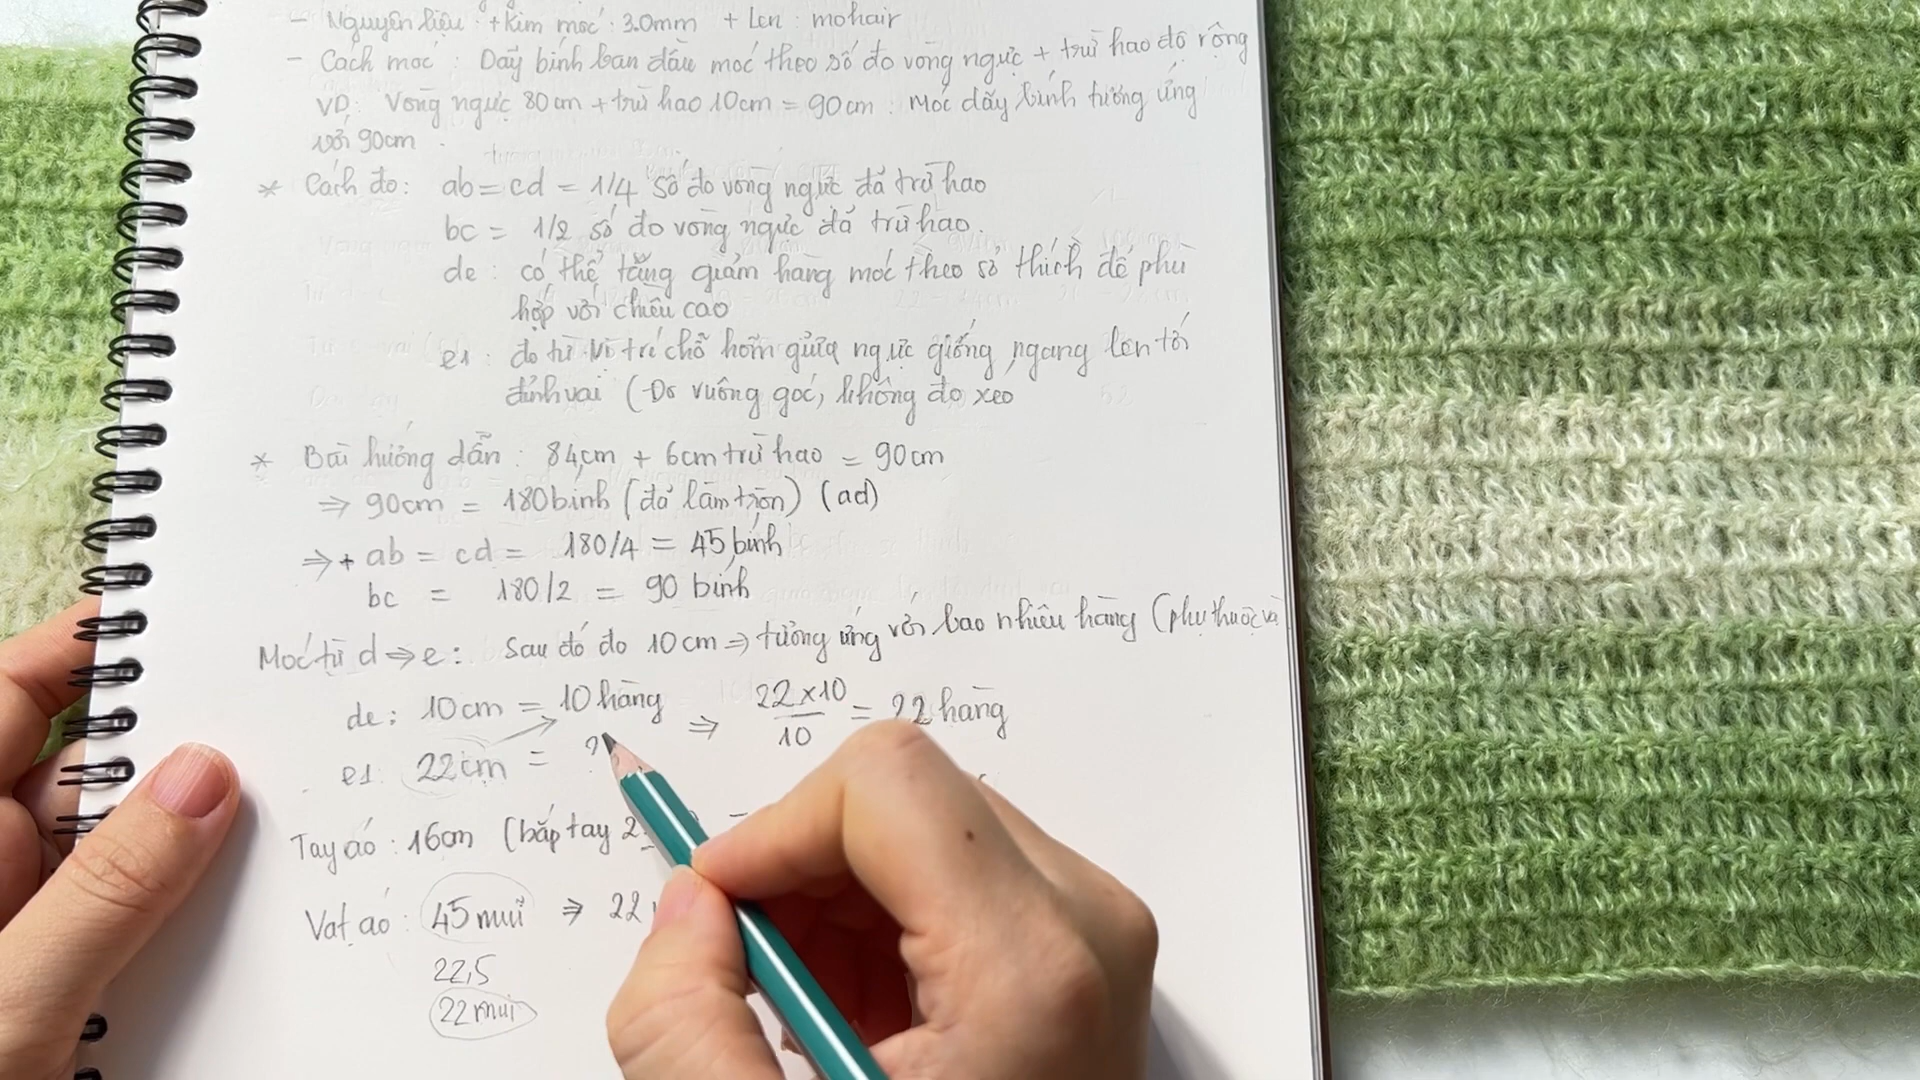 - Nguyên liệu : + Kim móc : 3.0mm + Len : mohair
- Cách móc : Dãy bính ban đầu móc theo số đo vòng ngực + trừ hao độ rộng
VD: Vòng ngực 80cm + trừ hao 10cm = 90cm : Móc dãy bính tương ứng
với 90cm .
* Cách đo: ab = cd = 1/4 số đo vòng ngực đã trừ hao
bc = 1/2 số đo vòng ngực đã trừ hao.
de : có thể tăng giảm hàng móc theo sở thích để phù
hợp với chiều cao
e1 : đo từ vị trí chỗ hõm giữa ngực giống, ngang lên tới
đỉnh vai (Đo vuông góc, không đo xéo
* Bài hướng dẫn : 84cm + 6cm trừ hao = 90cm
⇒ 90cm = 180 bính (đã làm tròn) (ad)
⇒ + ab = cd = 180/4 = 45 bính
bc = 180/2 = 90 bính
Móc từ d ⇒ e : Sau đó đo 10cm ⇒ tương ứng với bao nhiêu hàng (phụ thuộc và
de : 10cm = 10 hàng ⇒ 22 x 10 / 10 = 22 hàng
e1: 22cm = ?
Tay áo : 16cm (bắp tay
Vạt áo : 45 mũi ⇒ 22
22,5
22 mũi